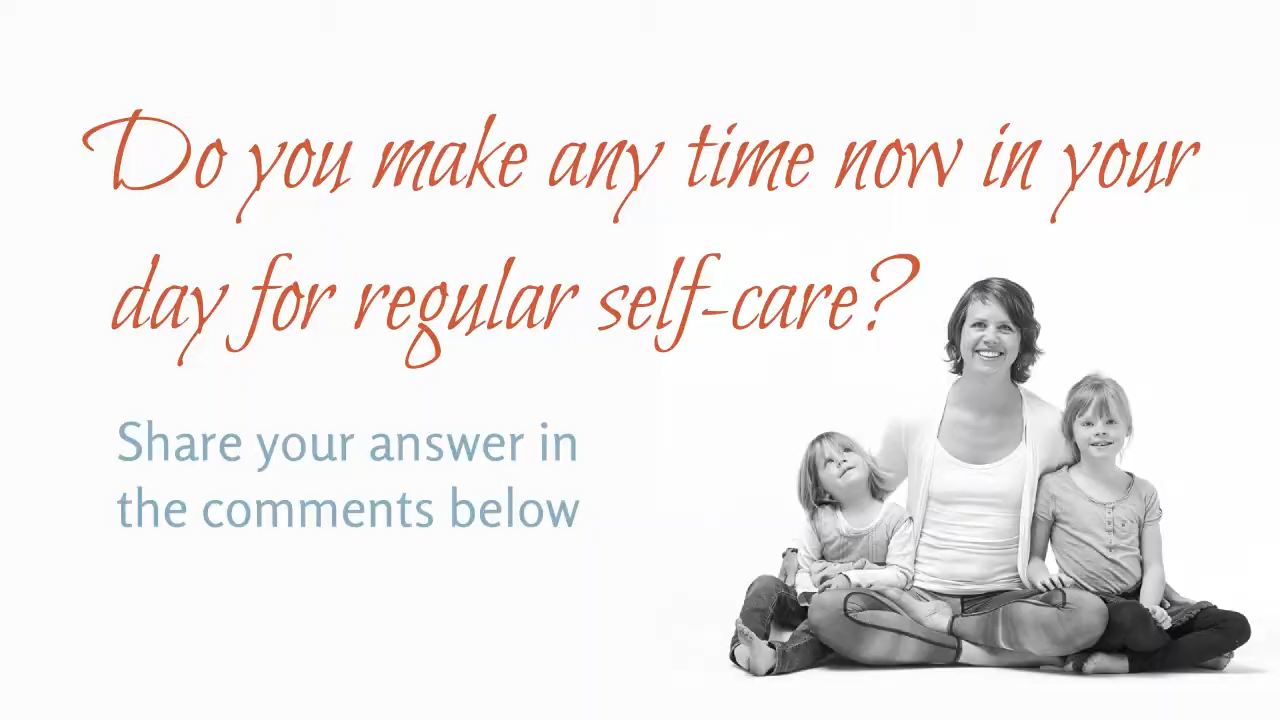 Do you make any time now in your
day for regular self-care?
Share your answer in
the comments below